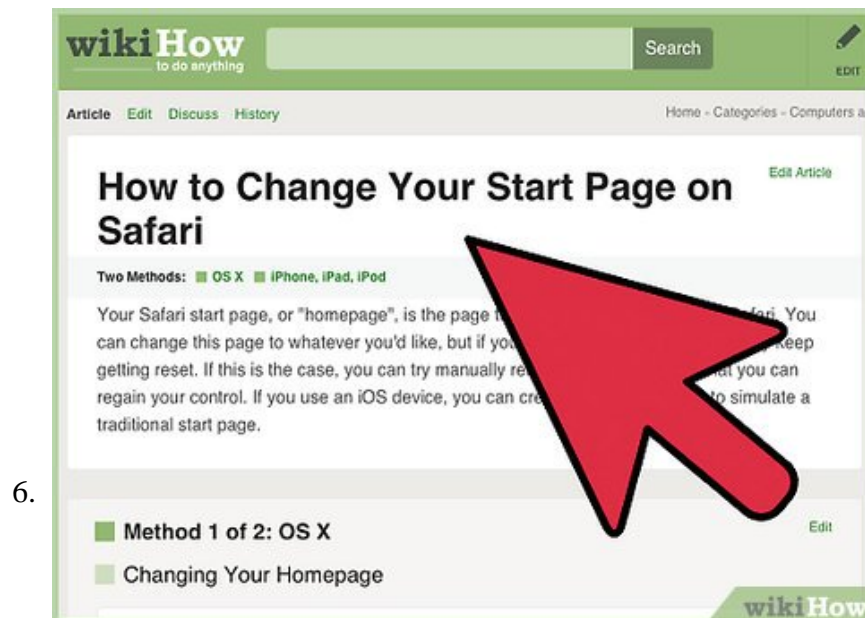 wikiHow
to do anything
Search
EDIT
Article Edit Discuss History
Home - Categories - Computers a
How to Change Your Start Page on
Safari
Edit Article
Two Methods: OS X iPhone, iPad, iPod
Your Safari start page, or "homepage", is the page Safari. You
can change this page to whatever you'd like, but if you keep
getting reset. If this is the case, you can try manually you can
regain your control. If you use an iOS device, you can to simulate a
traditional start page.
6.
Method 1 of 2: OS X
Edit
Changing Your Homepage
wikiHow